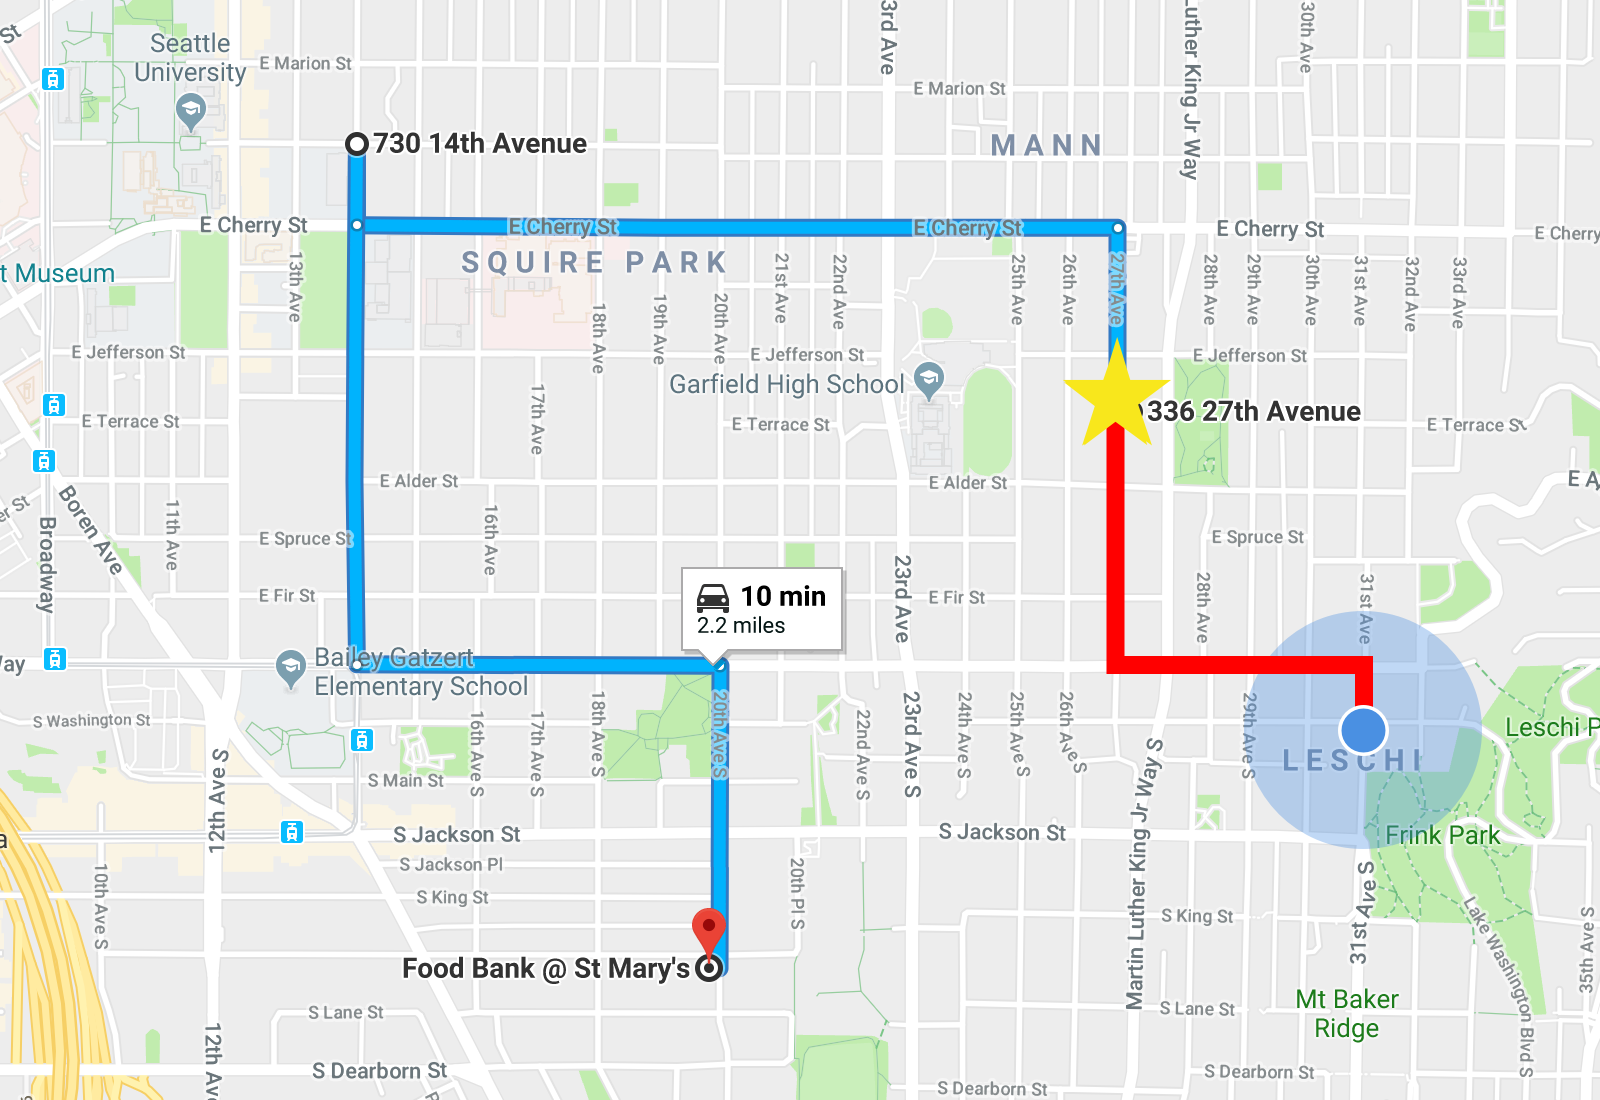 St
Seattle
University
E Marion St
23rd Ave
Luther King Jr Way
30th Ave
E Marion St
MANN
730 14th Avenue
E Cherry St
E Cherry St
E Cherry St
E Cherry St
E Cherry
SQUIRE PARK
t Museum
13th Ave
18th Ave
19th Ave
20th Ave
21st Ave
22nd Ave
25th Ave
26th Ave
27th Ave
28th Ave
29th Ave
30th Ave
31st Ave
32nd Ave
33rd Ave
E Jefferson St
E Jefferson St
E Jefferson St
Garfield High School
17th Ave
336 27th Avenue
E Terrace St
E Terrace St
E Terrace St
E Alder St
E Alder St
E A
er St
Boren Ave
Broadway
11th Ave
16th Ave
E Spruce St
E Spruce St
23rd Ave
10 min
2.2 miles
E Fir St
E Fir St
28th Ave
31st Ave
Way
Bailey Gatzert
Elementary School
S Washington St
16th Ave S
17th Ave S
18th Ave S
20th Ave S
22nd Ave S
23rd Ave S
24th Ave S
25th Ave S
26th Ave S
29th Ave S
Leschi P
LESCHI
12th Ave S
S Main St
Martin Luther King Jr Way S
a
S Jackson St
S Jackson St
Frink Park
S Jackson Pl
10th Ave S
20th Pl S
31st Ave S
S King St
S King St
Lake Washington Blvd S
35th Ave S
Food Bank @ St Mary's
S Lane St
S Lane St
Mt Baker
Ridge
12th Av
S Dearborn St
S Dearborn St
S Dearborn St